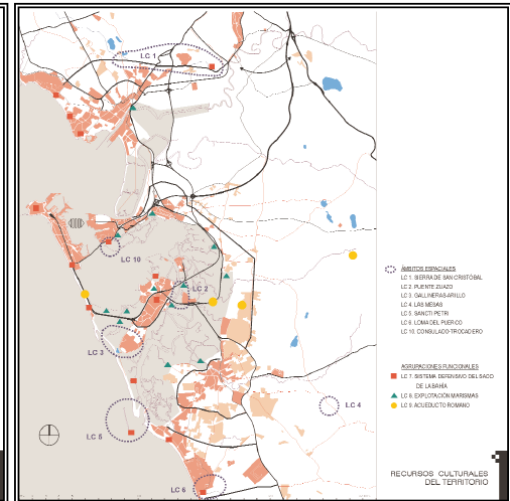 LC 1
LC 10
LC 2
LC 3
LC 5
LC 4
LC 6
ÁMBITOS ESPACIALES
LC 1. SIERRA DE SAN CRISTOBAL
LC 2. PUENTE ZUAZO
LC 3. GALLINERAS-ARILLO
LC 4. LAS MESAS
LC 5. SANCTI PETRI
LC 6. LOMA DEL PUERCO
LC 10. CONSULADO-TROCADERO
AGRUPACIONES FUNCIONALES
LC 7. SISTEMA DEFENSIVO DEL SACO
DE LA BAHÍA
LC 8. EXPLOTACIÓN MARISMAS
LC 9. ACUEDUCTO ROMANO
RECURSOS CULTURALES
DEL TERRITORIO